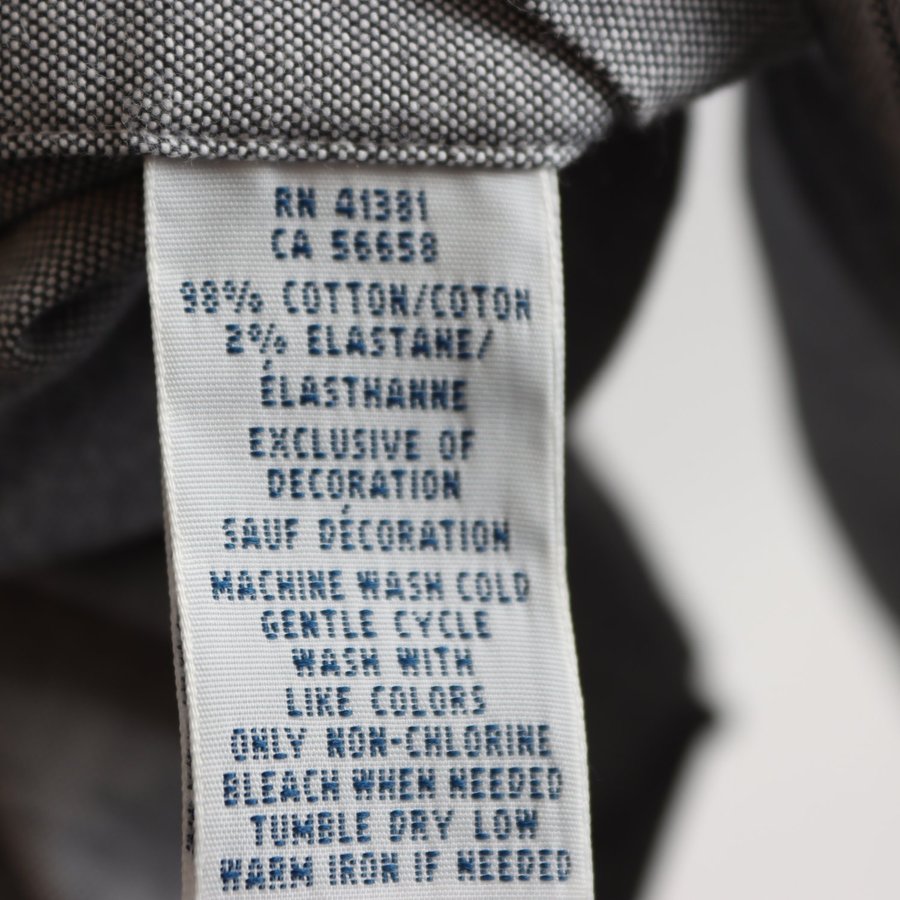 RN 41381
CA 56658
98% COTTON/COTON
2% ELASTANE/
ÉLASTHANNE
EXCLUSIVE OF
DECORATION
SAUF DÉCORATION
MACHINE WASH COLD
GENTLE CYCLE
WASH WITH
LIKE COLORS
ONLY NON-CHLORINE
BLEACH WHEN NEEDED
TUMBLE DRY LOW
WARM IRON IF NEEDED